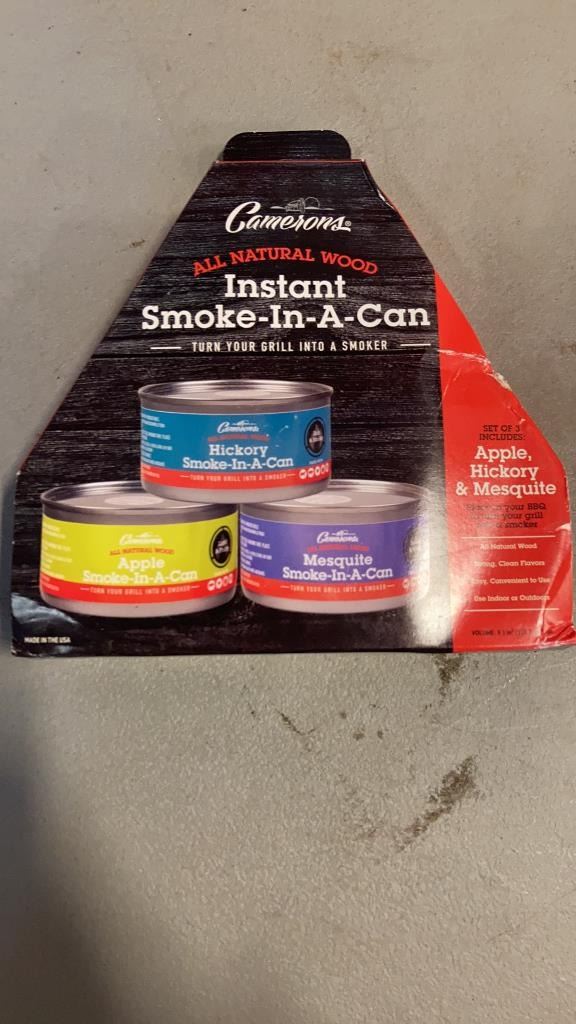 Camerons®
ALL NATURAL WOOD
Instant
Smoke-In-A-Can
TURN YOUR GRILL INTO A SMOKER
Camerons
ALL NATURAL WOOD
Hickory
Smoke-In-A-Can
TURN YOUR GRILL INTO A SMOKER
Camerons
ALL NATURAL WOOD
Apple
Smoke-In-A-Can
TURN YOUR GRILL INTO A SMOKER
Camerons
ALL NATURAL WOOD
Mesquite
Smoke-In-A-Can
TURN YOUR GRILL INTO A SMOKER
SET OF 3
INCLUDES:
Apple,
Hickory
& Mesquite
your BBQ
your grill
a smoker
All Natural Wood
Strong, Clean Flavors
Easy, Convenient to Use
Use Indoor or Outdoors
VOLUME:
MADE IN THE USA